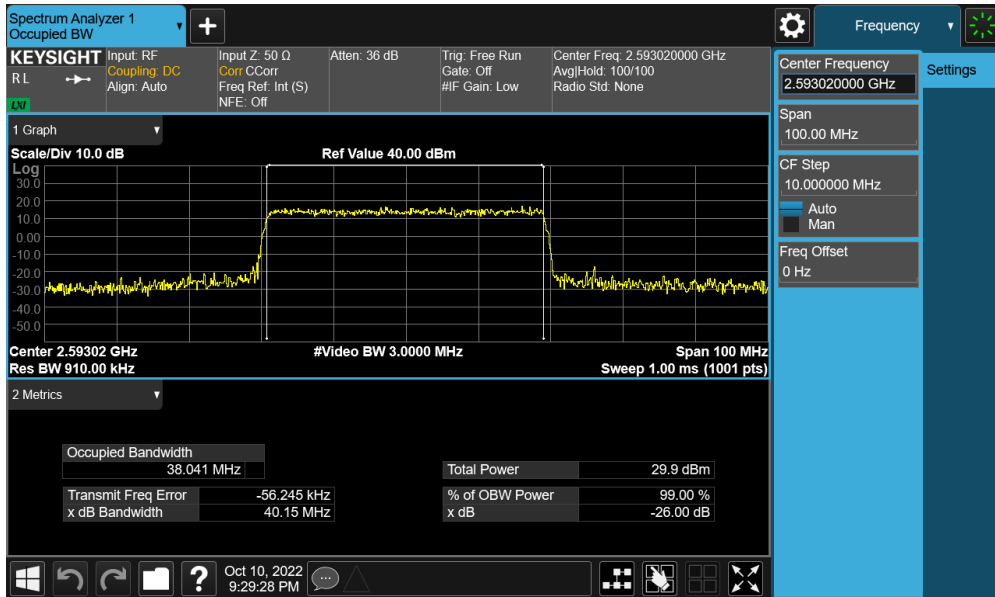 Spectrum Analyzer 1
Occupied BW
+
Frequency
KEYSIGHT
R L
LXI
Input: RF
Coupling: DC
Align: Auto
Input Z: 50 Ω
Corr CCorr
Freq Ref: Int (S)
NFE: Off
Atten: 36 dB
Trig: Free Run
Gate: Off
#IF Gain: Low
Center Freq: 2.593020000 GHz
Avg|Hold: 100/100
Radio Std: None
Center Frequency
2.593020000 GHz
Settings
Span
100.00 MHz
CF Step
10.000000 MHz
Auto
Man
Freq Offset
0 Hz
1 Graph
Scale/Div 10.0 dB
Ref Value 40.00 dBm
Log
30.0
20.0
10.0
0.00
-10.0
-20.0
-30.0
-40.0
-50.0
Center 2.59302 GHz
#Video BW 3.0000 MHz
Span 100 MHz
Res BW 910.00 kHz
Sweep 1.00 ms (1001 pts)
2 Metrics
Occupied Bandwidth
38.041 MHz
Total Power 29.9 dBm
Transmit Freq Error -56.245 kHz
% of OBW Power 99.00 %
x dB Bandwidth 40.15 MHz
x dB -26.00 dB
?
Oct 10, 2022
9:29:28 PM